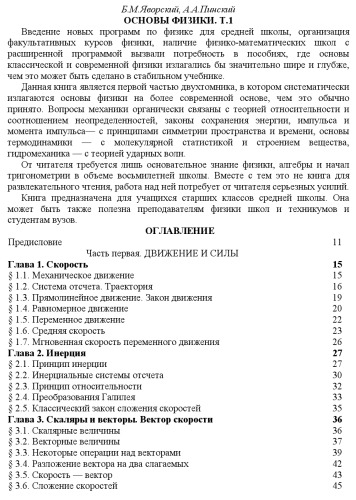 Б.М.Яворский, А.А.Пинский
ОСНОВЫ ФИЗИКИ. Т.1
Введение новых программ по физике для средней школы, организация
факультативных курсов физики, наличие физико-математических школ с
расширенной программой вызвали потребность в пособиях, где основы
классической и современной физики излагались бы значительно шире и глубже,
чем это может быть сделано в стабильном учебнике.
Данная книга является первой частью двухтомника, в котором систематически
излагаются основы физики на более современной основе, чем это обычно
принято. Вопросы механики органически связаны с теорией относительности и
соотношением неопределенностей, законы сохранения энергии, импульса и
момента импульса— с принципами симметрии пространства и времени, основы
термодинамики — с молекулярной статистикой и строением вещества,
гидромеханика — с теорией ударных волн.
От читателя требуется лишь основательное знание физики, алгебры и начал
тригонометрии в объеме восьмилетней школы. Вместе с тем это не книга для
развлекательного чтения, работа над ней потребует от читателя серьезных усилий.
Книга предназначена для учащихся старших классов средней школы. Она
может быть также полезна преподавателям физики школ и техникумов и
студентам вузов.
ОГЛАВЛЕНИЕ
Предисловие 11
Часть первая. ДВИЖЕНИЕ И СИЛЫ
Глава 1. Скорость 15
§ 1.1. Механическое движение 15
§ 1.2. Система отсчета. Траектория 16
§ 1.3. Прямолинейное движение. Закон движения 19
§ 1.4. Равномерное движение 20
§ 1.5. Переменное движение 22
§ 1.6. Средняя скорость 23
§ 1.7. Мгновенная скорость переменного движения 26
Глава 2. Инерция 27
§ 2.1. Принцип инерции 27
§ 2.2. Инерциальные системы отсчета 30
§ 2.3. Принцип относительности 32
§ 2.4. Преобразования Галилея 33
§ 2.5. Классический закон сложения скоростей 35
Глава 3. Скаляры и векторы. Вектор скорости 36
§ 3.1. Скалярные величины 36
§ 3.2. Векторные величины 37
§ 3.3. Некоторые операции над векторами 39
§ 3.4. Разложение вектора на два слагаемых 42
§ 3.5. Скорость — вектор 43
§ 3.6. Сложение скоростей 45